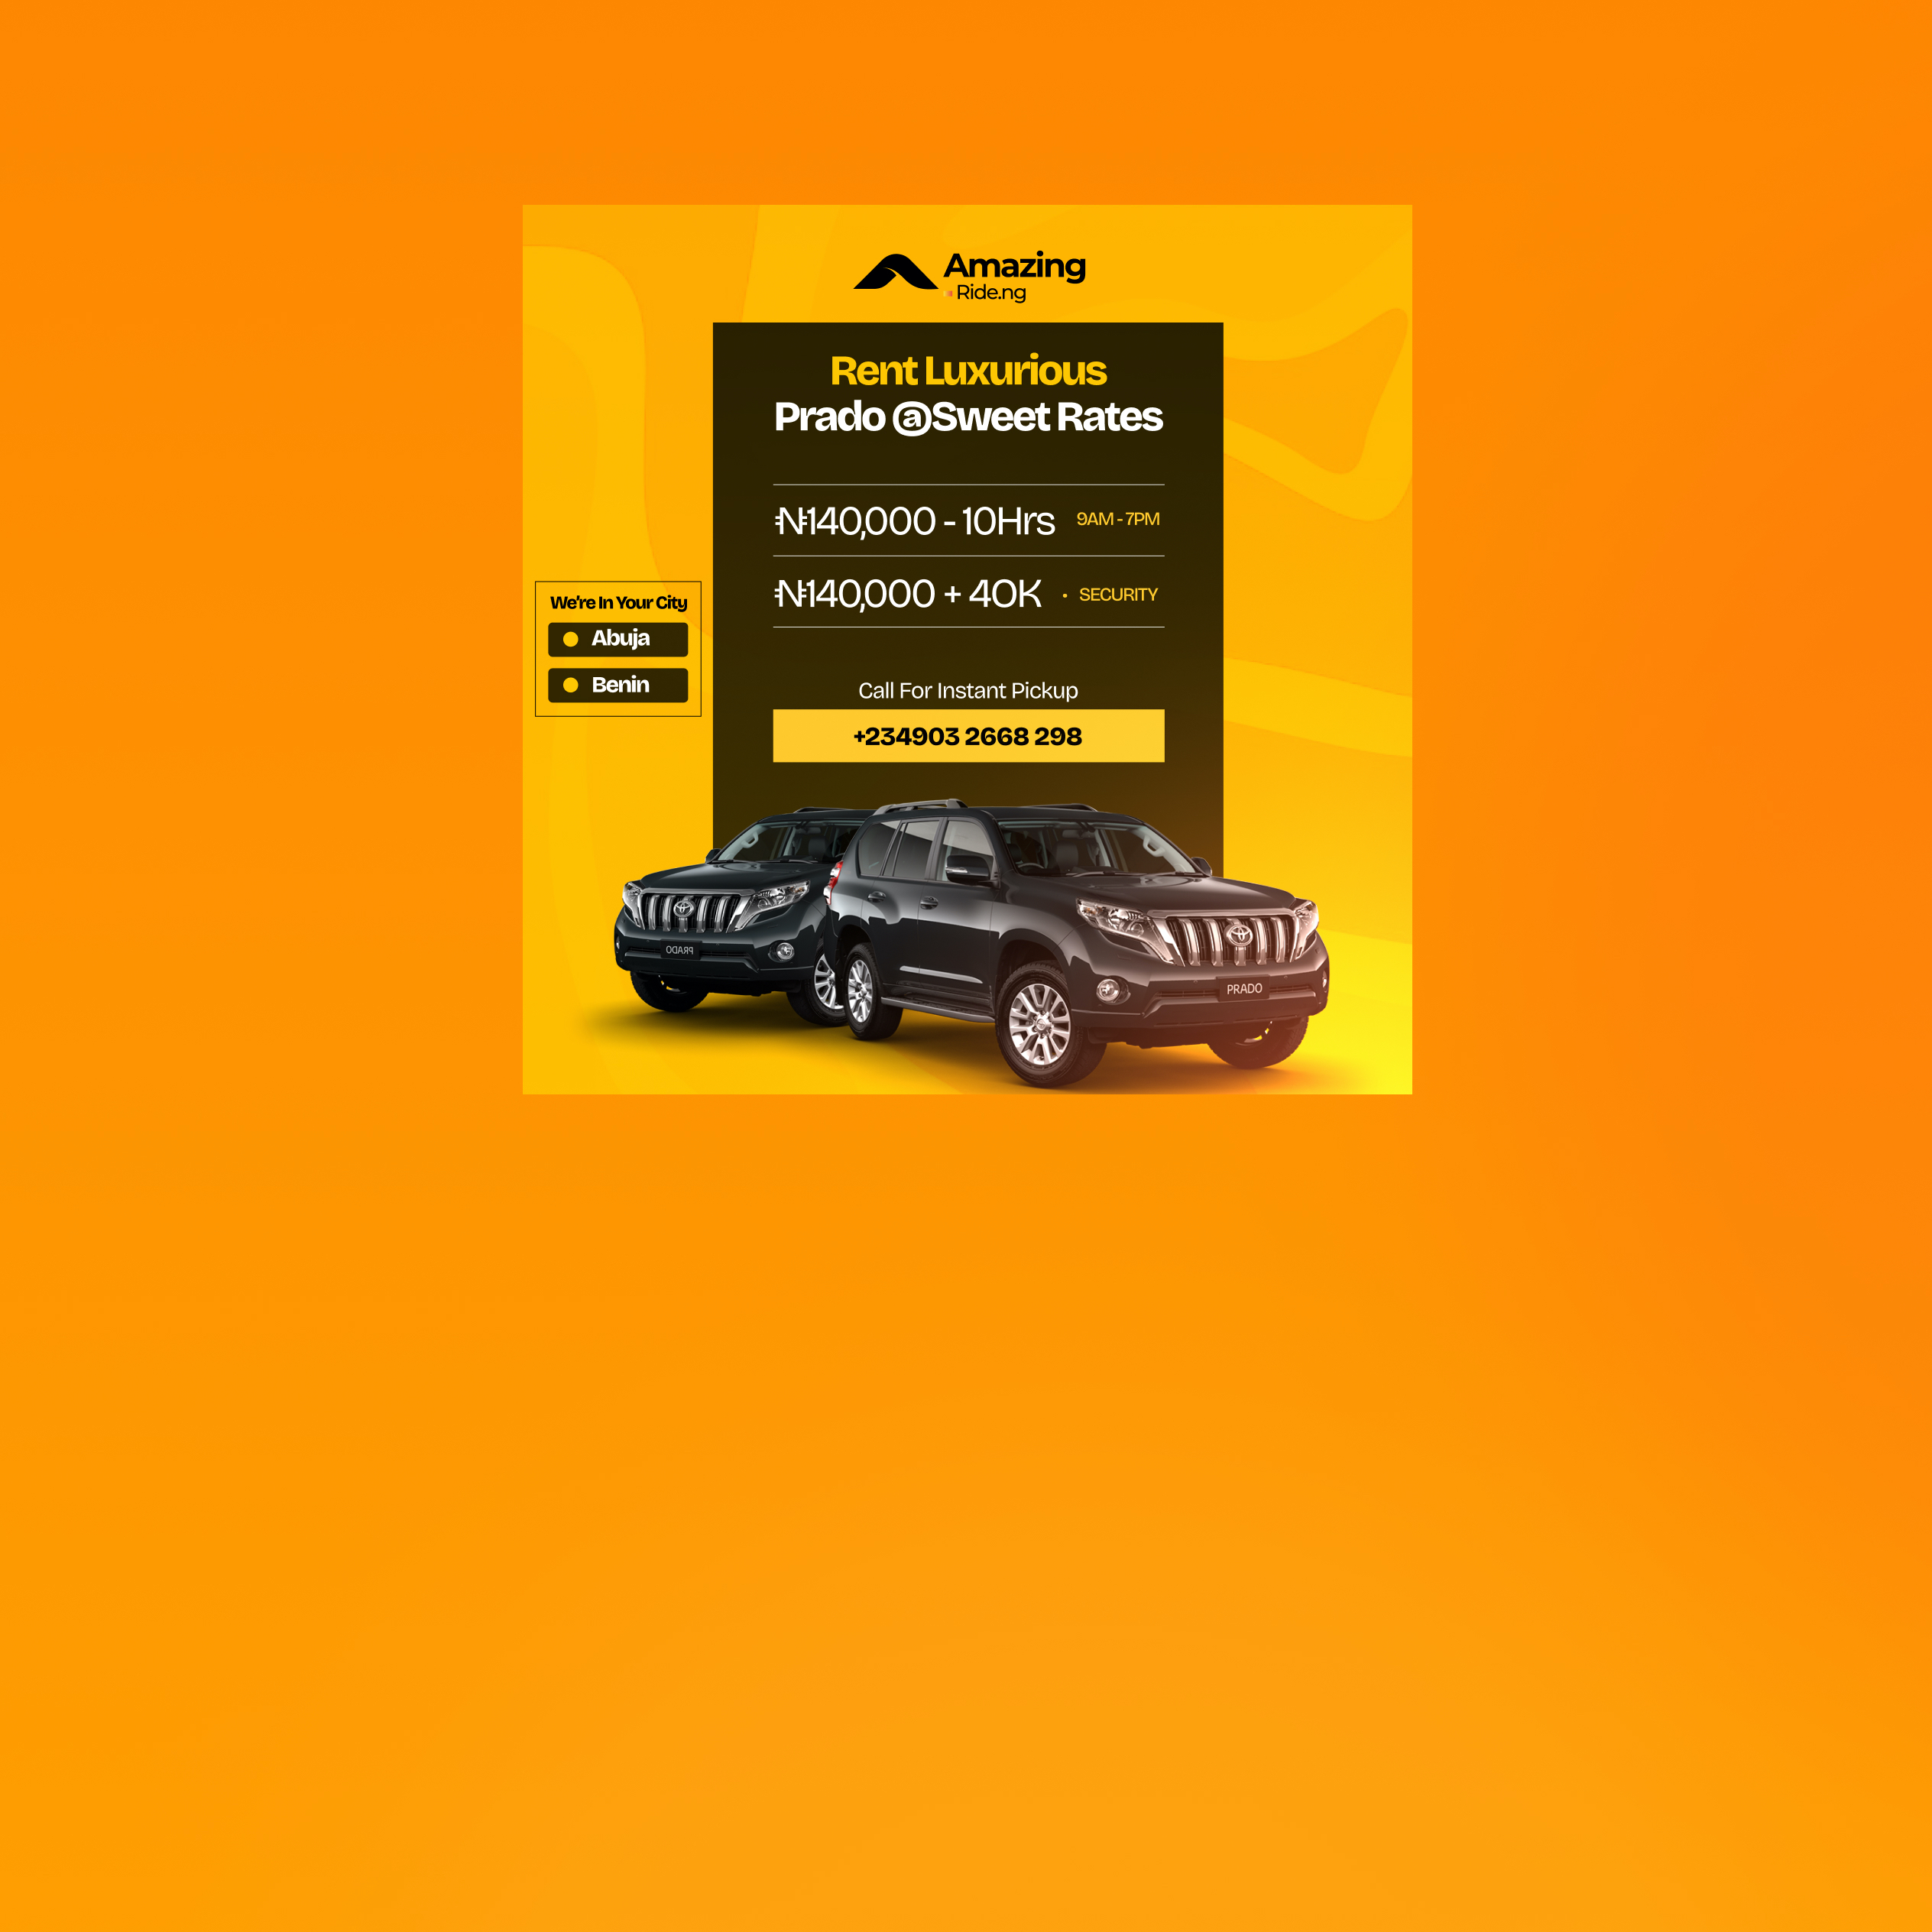 Amazing
Ride.ng
Rent Luxurious
Prado @Sweet Rates
₦140,000 - 10Hrs 9AM - 7PM
₦140,000 + 40K • SECURITY
We're In Your City
Abuja
Benin
Call For Instant Pickup
+234903 2668 298
PRADO
PRADO